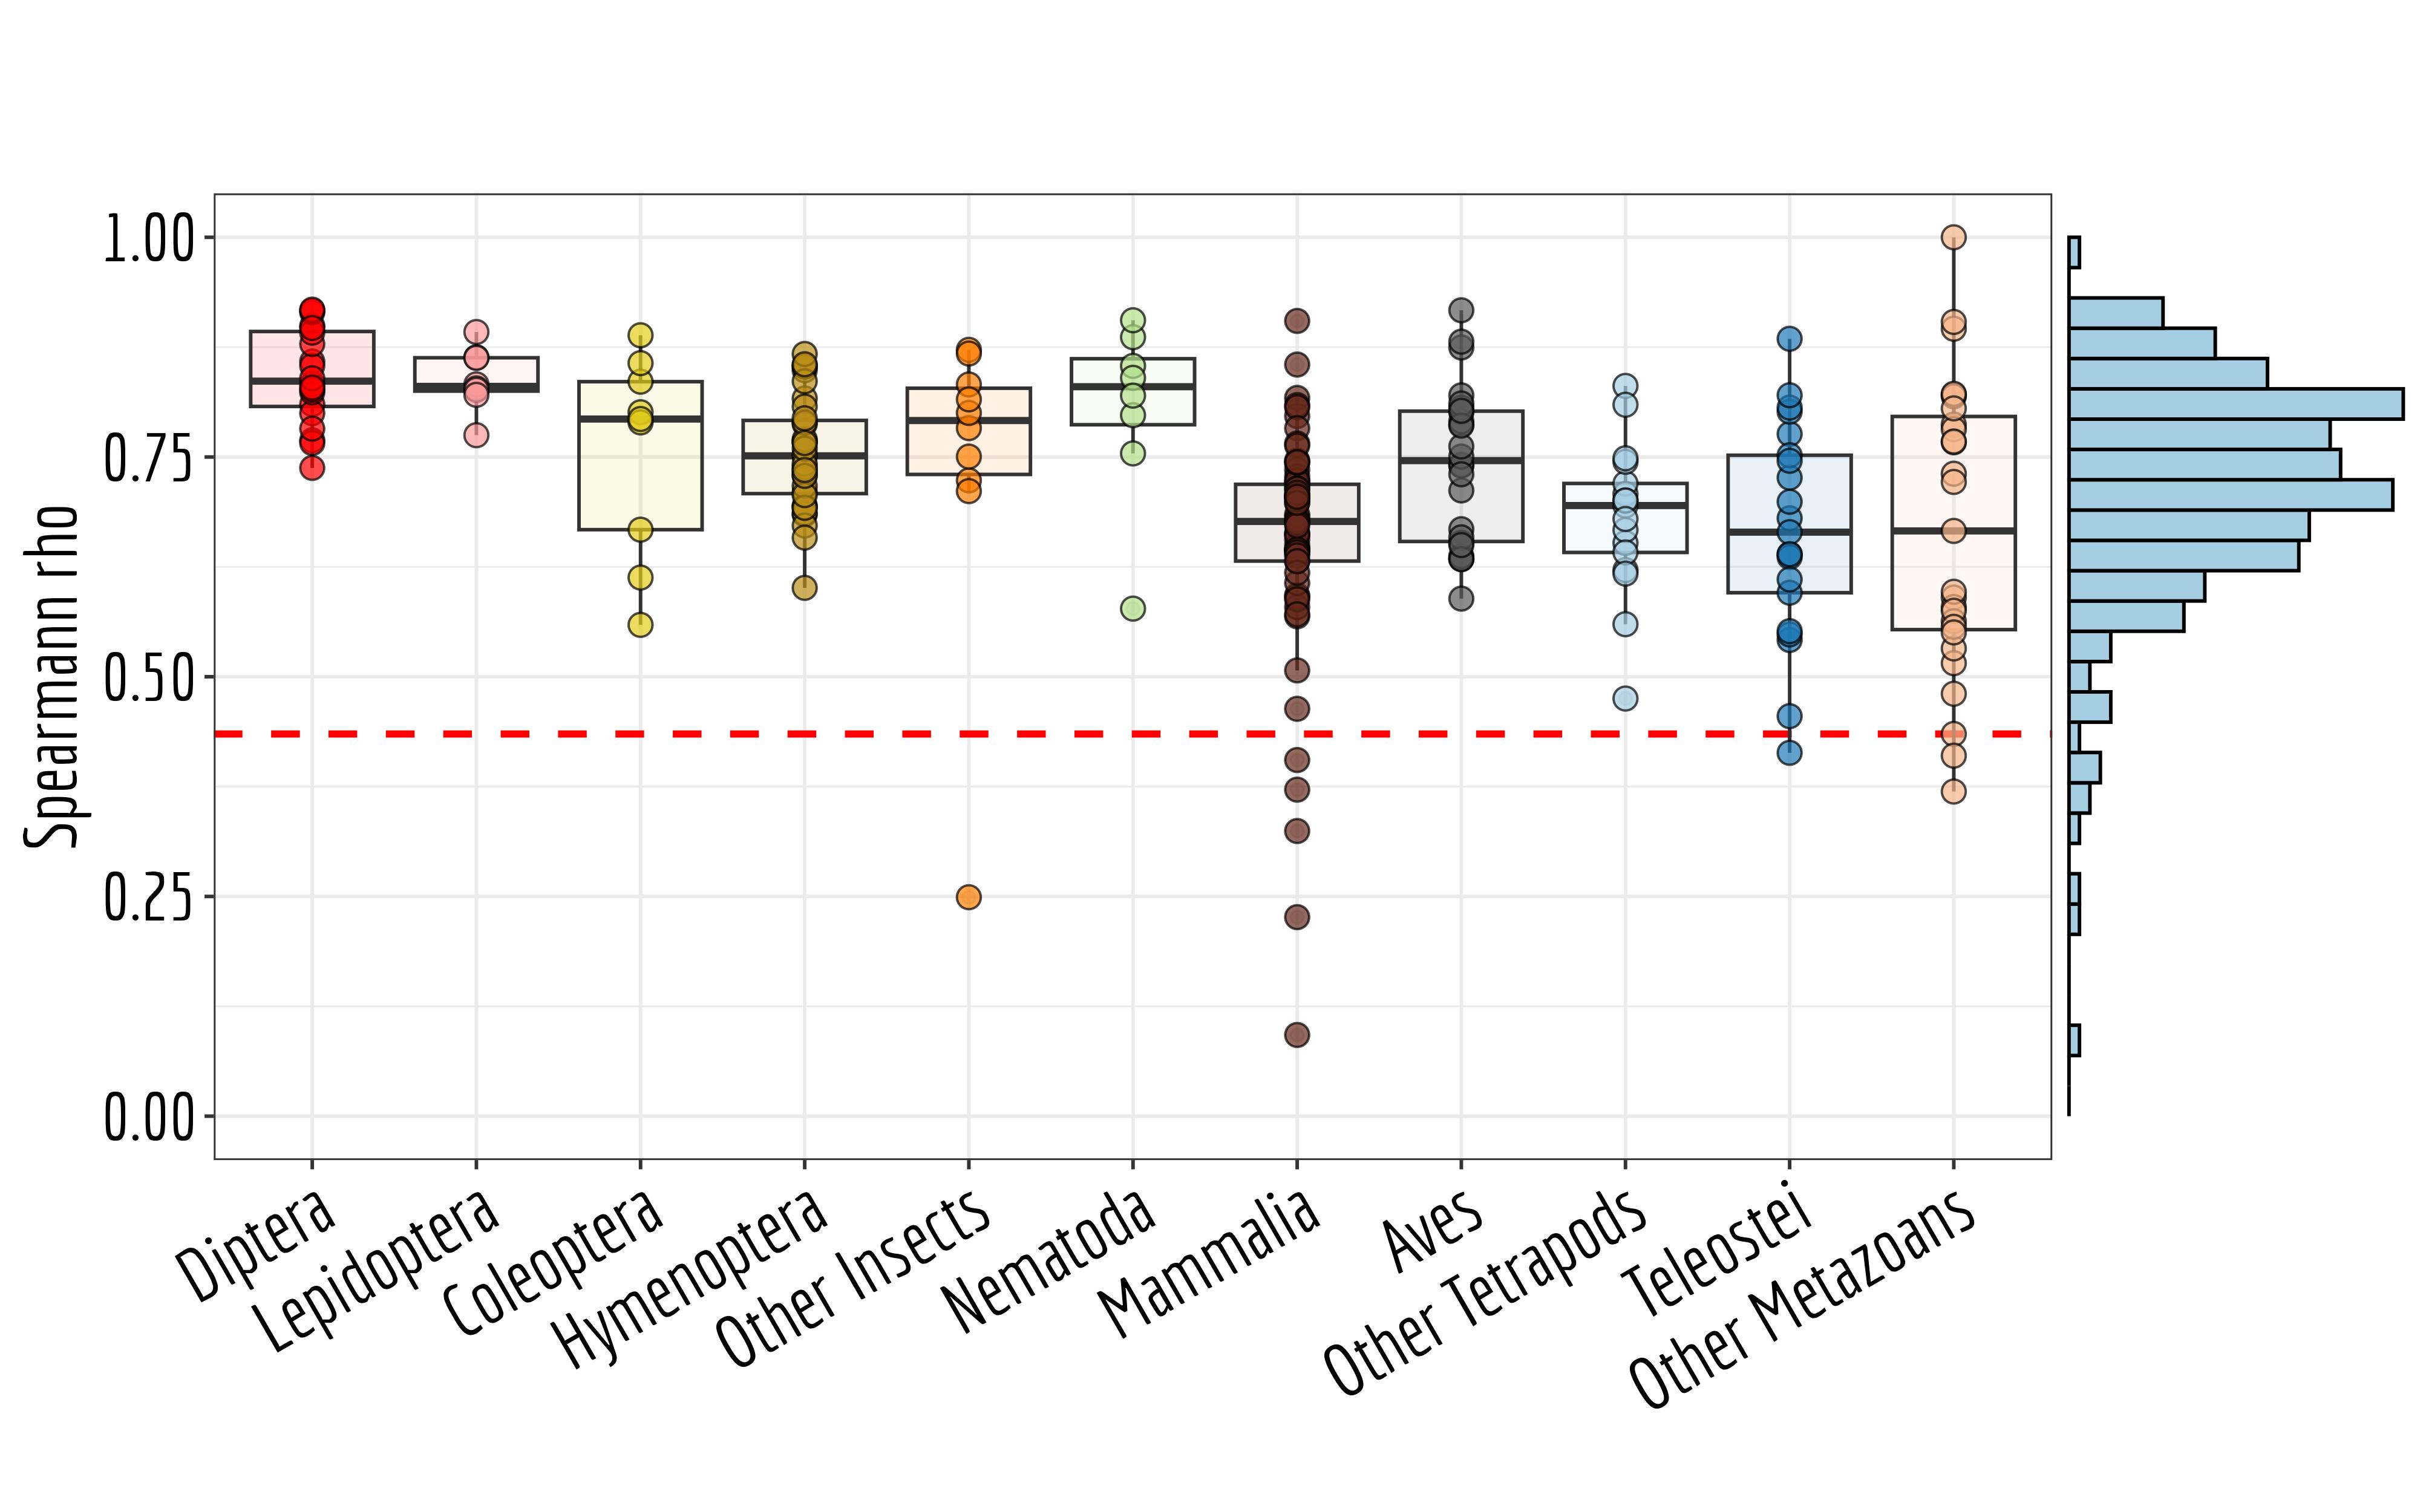 Spearmann rho
1.00
0.75
0.50
0.25
0.00
Diptera
Lepidoptera
Coleoptera
Hymenoptera
Other Insects
Nematoda
Mammalia
Aves
Other Tetrapods
Teleostei
Other Metazoans